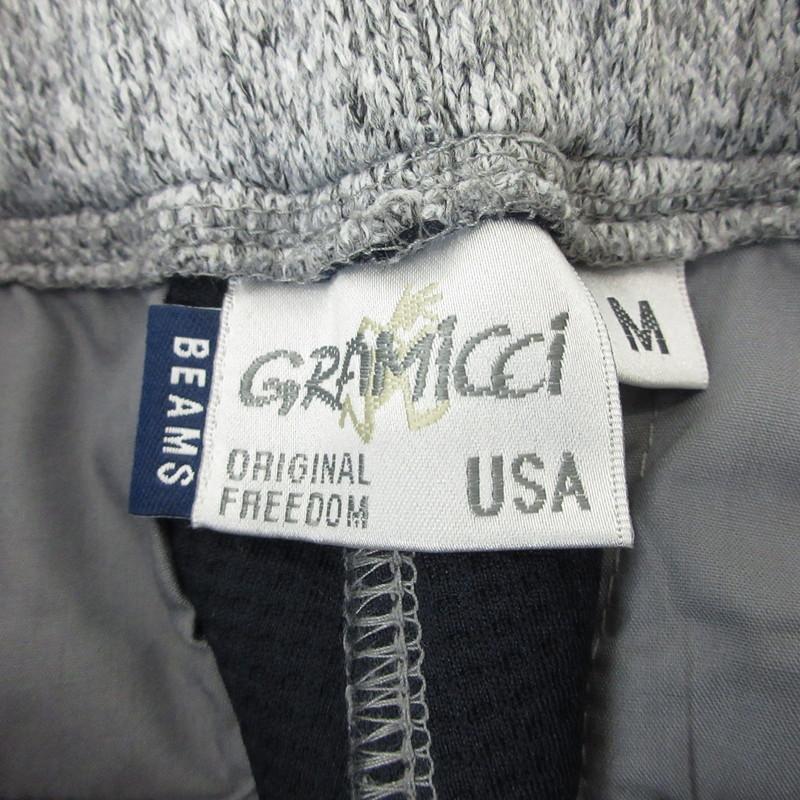 BEAMS
GRAMICCI
ORIGINAL
FREEDOM
USA
M